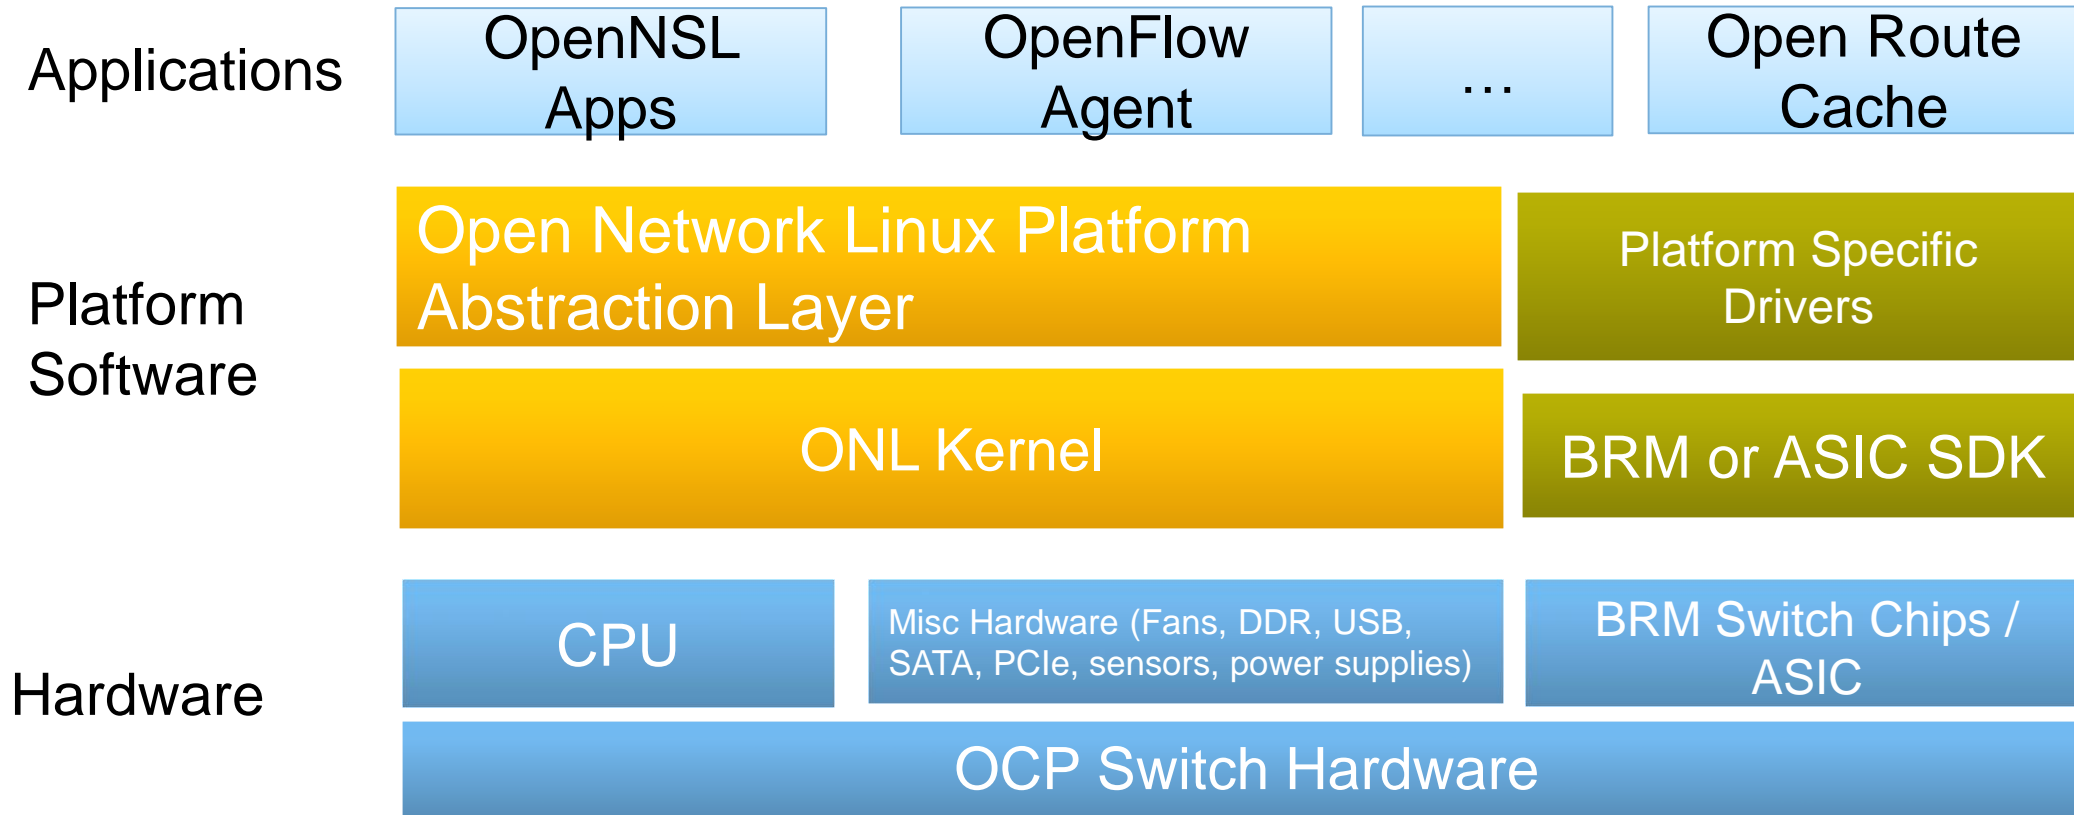 Applications
OpenNSL
Apps
OpenFlow
Agent
…
Open Route
Cache
Platform
Software
Open Network Linux Platform
Abstraction Layer
Platform Specific
Drivers
ONL Kernel
BRM or ASIC SDK
Hardware
CPU
Misc Hardware (Fans, DDR, USB,
SATA, PCIe, sensors, power supplies)
BRM Switch Chips /
ASIC
OCP Switch Hardware